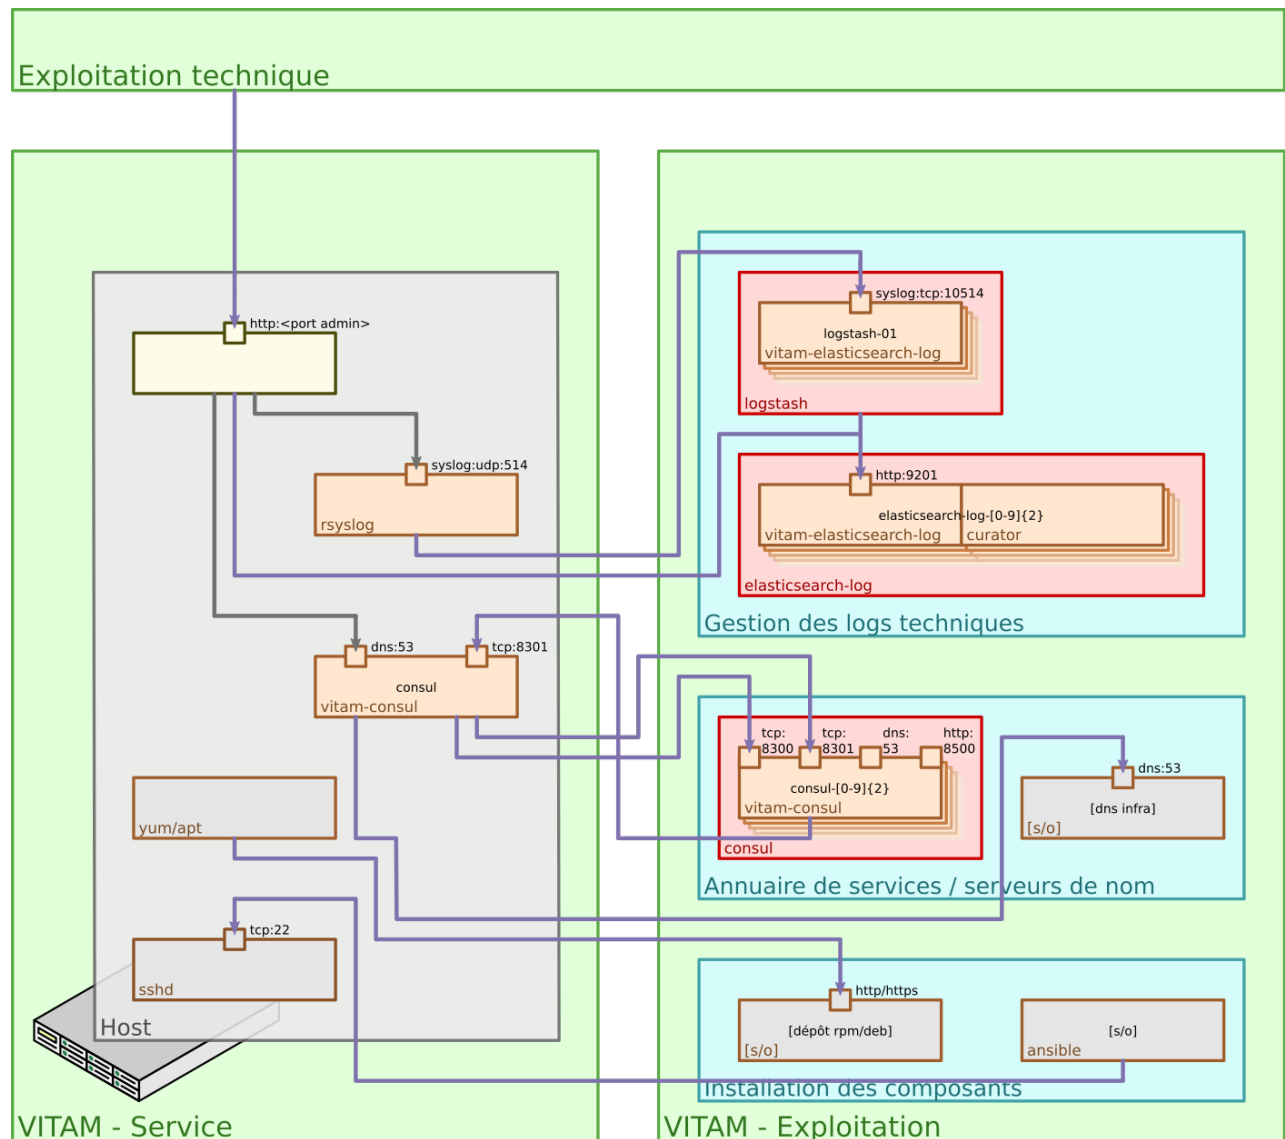 Exploitation technique
http:<port admin>
syslog:udp:514
rsyslog
dns:53
tcp:8301
consul
vitam-consul
yum/apt
tcp:22
sshd
Host
VITAM - Service
syslog:tcp:10514
logstash-01
vitam-elasticsearch-log
logstash
http:9201
elasticsearch-log-[0-9]{2}
vitam-elasticsearch-log
curator
elasticsearch-log
Gestion des logs techniques
tcp:
8300
tcp:
8301
dns:
53
http:
8500
consul-[0-9]{2}
vitam-consul
consul
dns:53
[dns infra]
[s/o]
Annuaire de services / serveurs de nom
http/https
[dépôt rpm/deb]
[s/o]
[s/o]
ansible
Installation des composants
VITAM - Exploitation